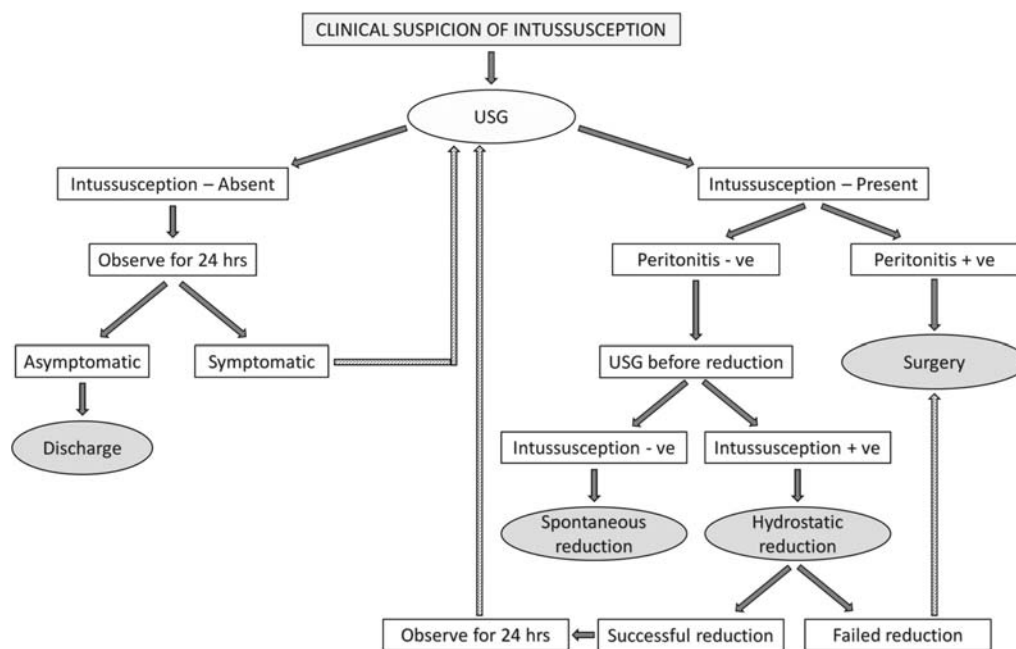 CLINICAL SUSPICION OF INTUSSUSCEPTION
USG
Intussusception – Absent
Intussusception – Present
Observe for 24 hrs
Peritonitis - ve
Peritonitis + ve
Asymptomatic
Symptomatic
USG before reduction
Surgery
Discharge
Intussusception - ve
Intussusception + ve
Spontaneous
reduction
Hydrostatic
reduction
Observe for 24 hrs
Successful reduction
Failed reduction